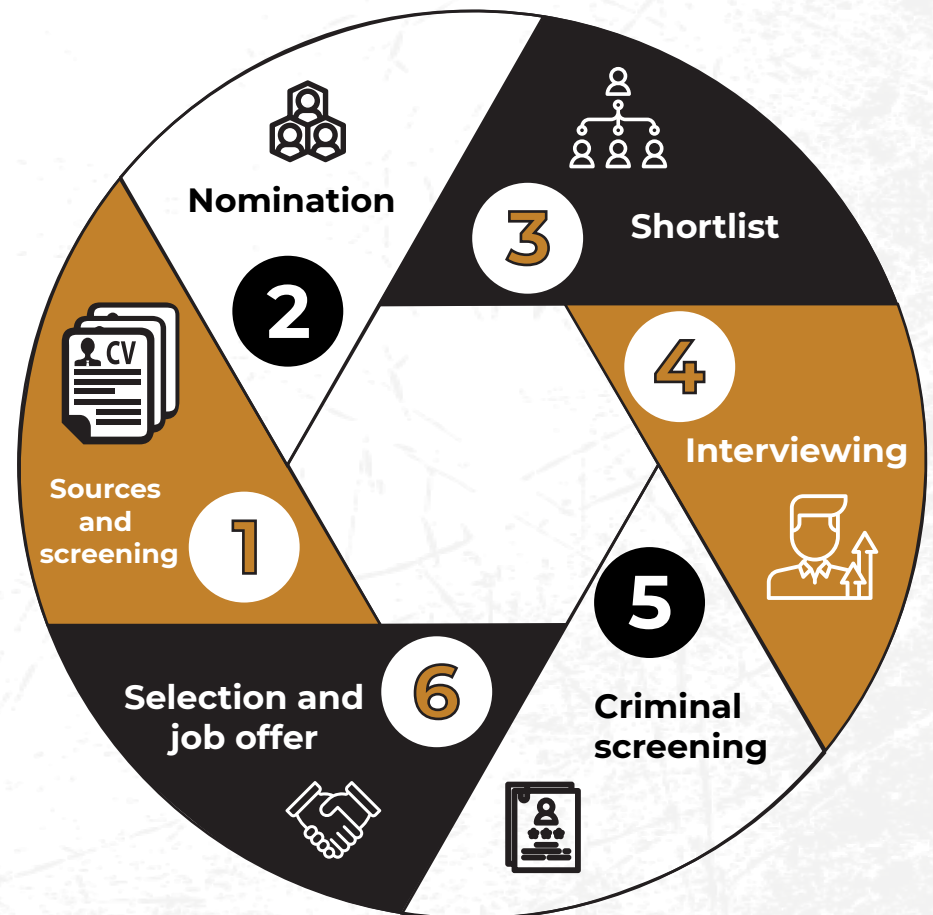 CV
Sources
and
screening
1
Nomination
2
3
Shortlist
4
Interviewing
5
Criminal
screening
6
Selection and
job offer